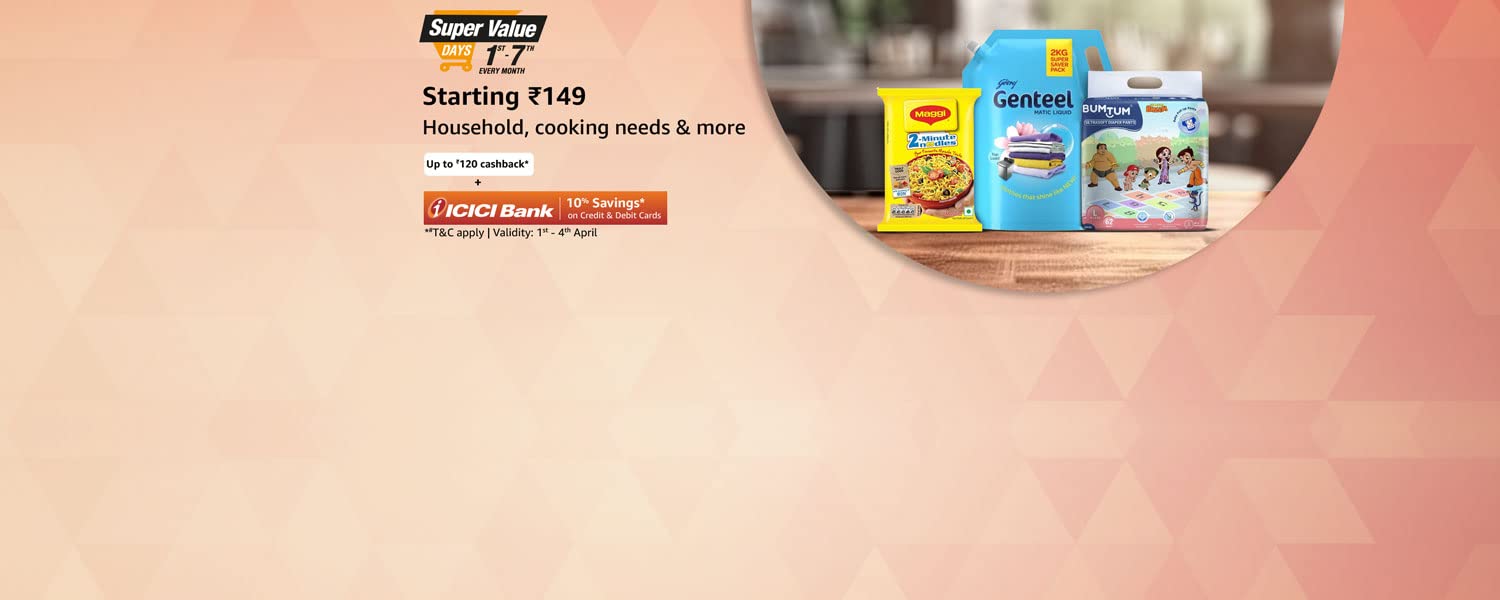 Super Value
DAYS 1ST - 7TH
EVERY MONTH
Starting ₹149
Household, cooking needs & more
Up to ₹120 cashback*
+
ICICI Bank
10% Savings*
on Credit & Debit Cards
*#T&C apply | Validity: 1st - 4th April
Maggi
2-Minute
noodles
2KG
SUPER
SAVER
PACK
Godrej
Genteel
MATIC LIQUID
BUMTUM
L
62